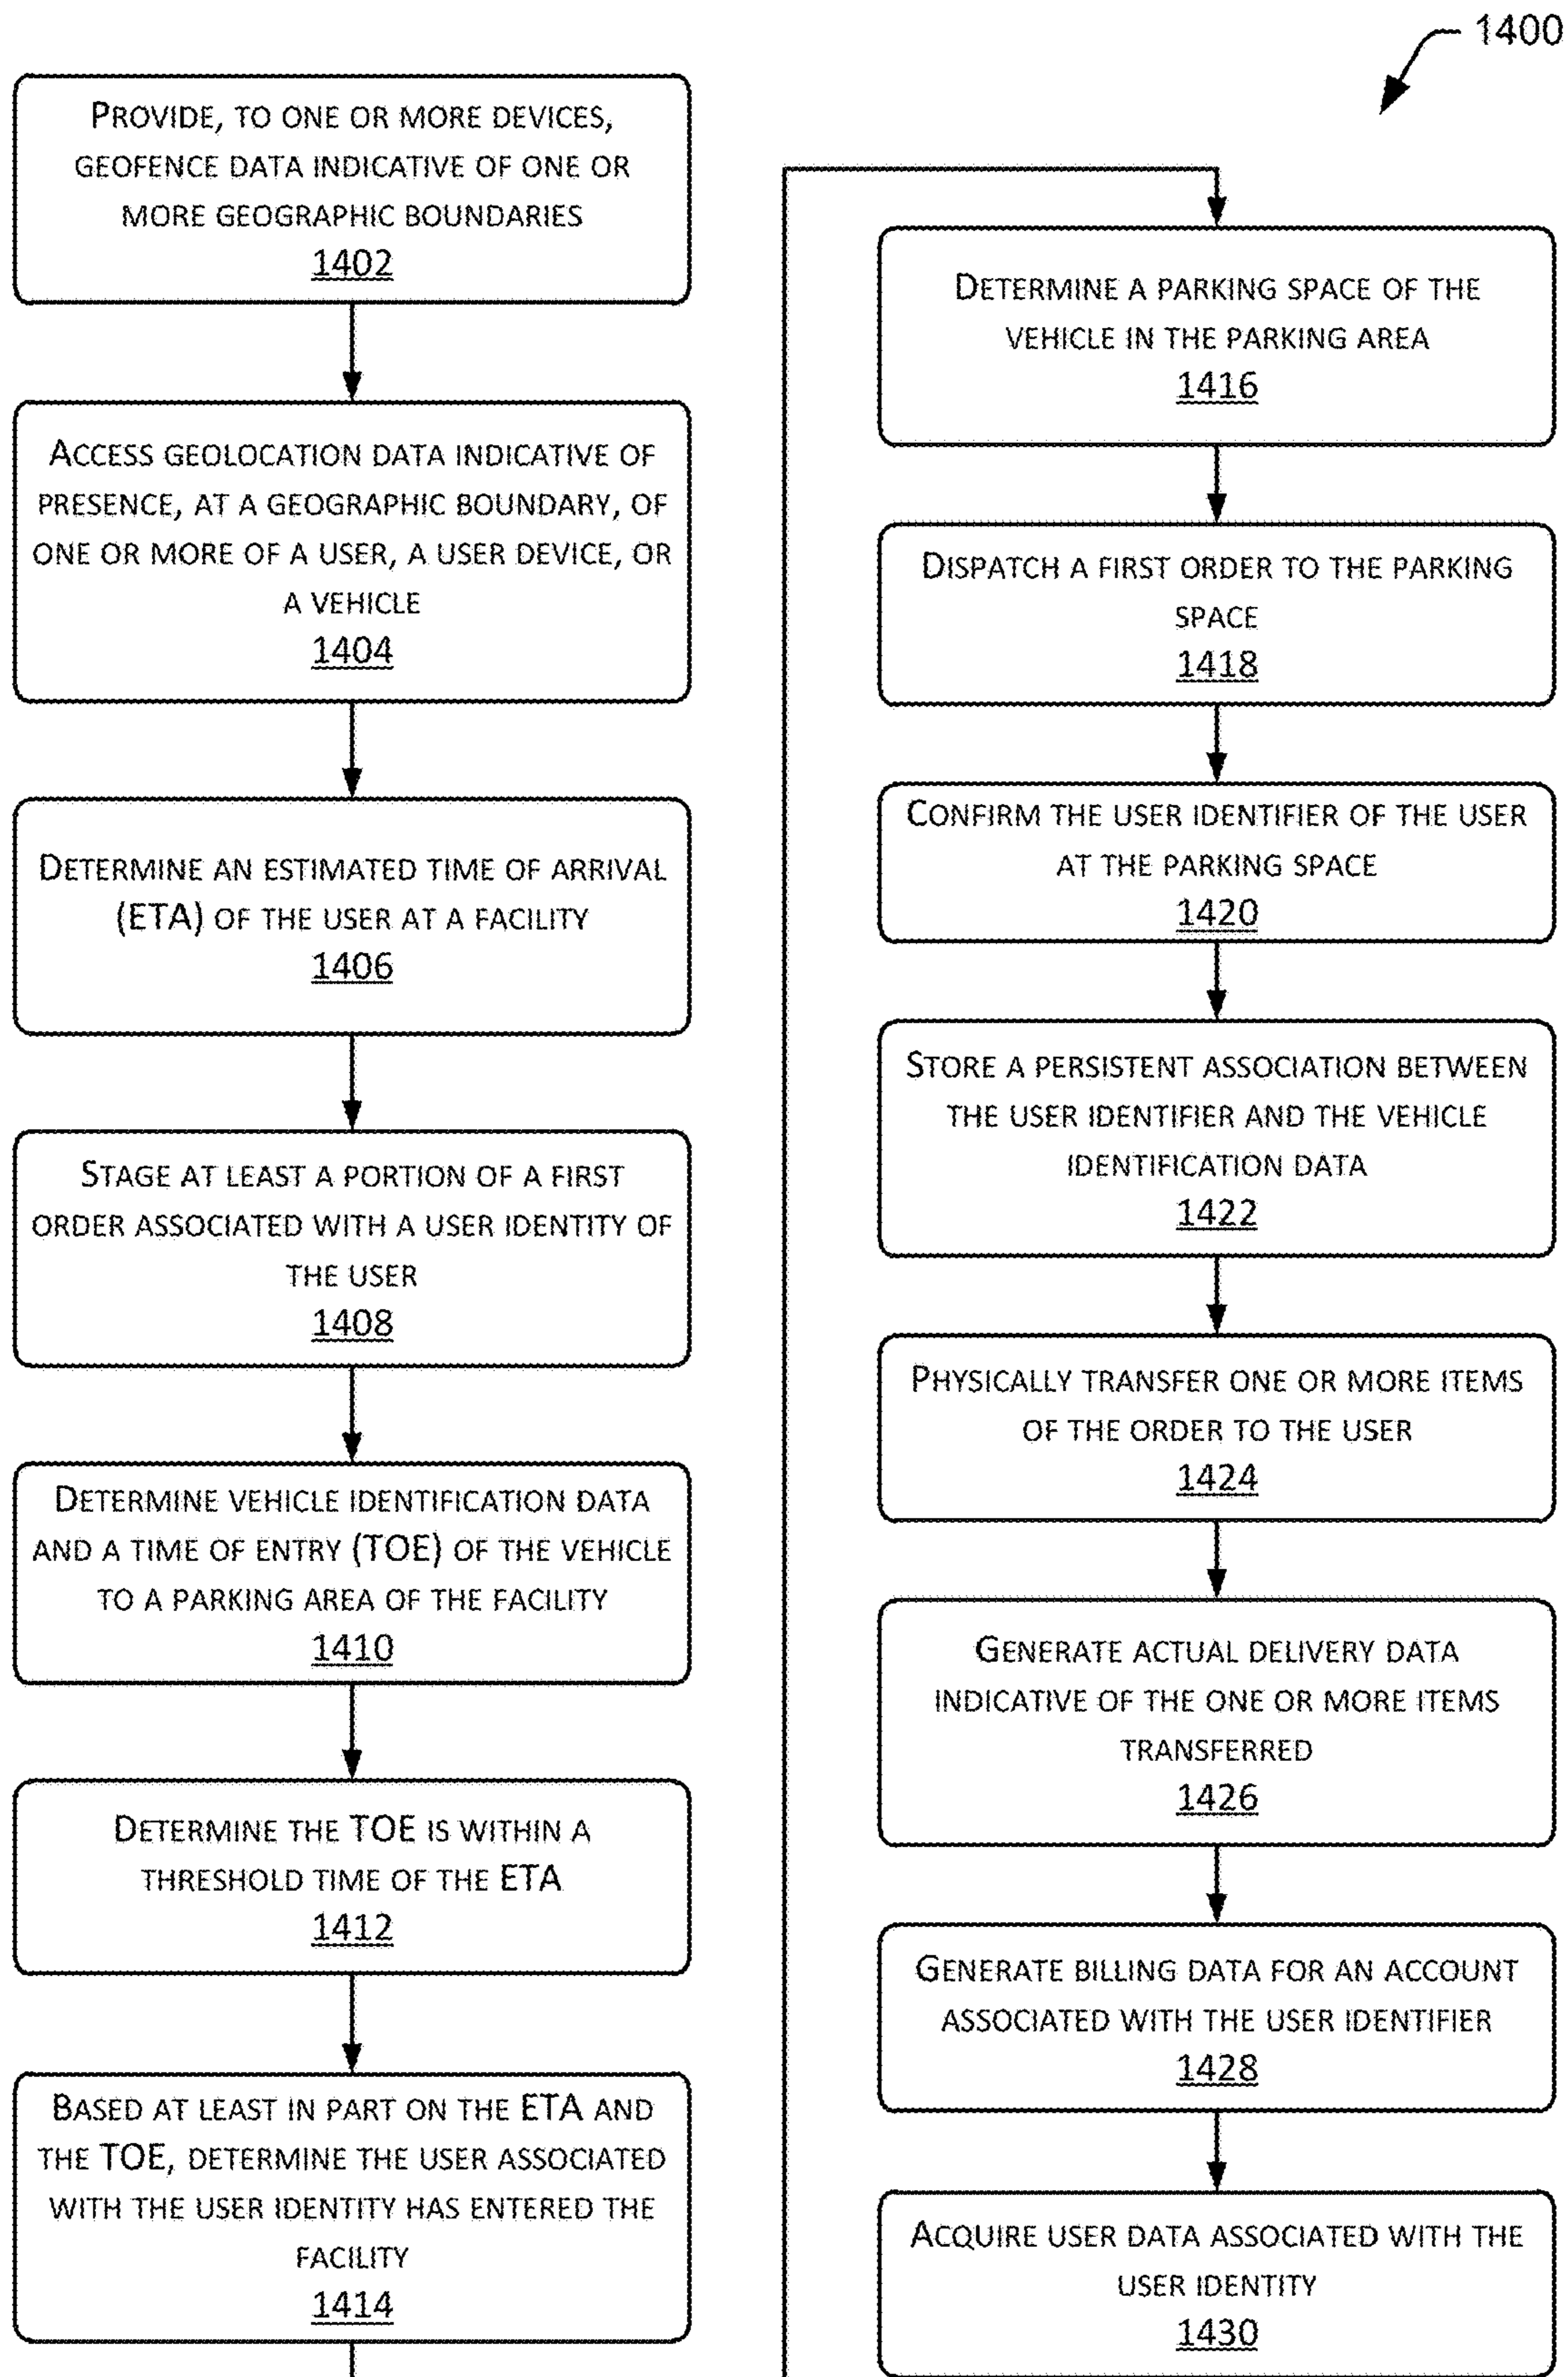 1400
PROVIDE, TO ONE OR MORE DEVICES,
GEOFENCE DATA INDICATIVE OF ONE OR
MORE GEOGRAPHIC BOUNDARIES
1402
ACCESS GEOLOCATION DATA INDICATIVE OF
PRESENCE, AT A GEOGRAPHIC BOUNDARY, OF
ONE OR MORE OF A USER, A USER DEVICE, OR
A VEHICLE
1404
DETERMINE AN ESTIMATED TIME OF ARRIVAL
(ETA) OF THE USER AT A FACILITY
1406
STAGE AT LEAST A PORTION OF A FIRST
ORDER ASSOCIATED WITH A USER IDENTITY OF
THE USER
1408
DETERMINE VEHICLE IDENTIFICATION DATA
AND A TIME OF ENTRY (TOE) OF THE VEHICLE
TO A PARKING AREA OF THE FACILITY
1410
DETERMINE THE TOE IS WITHIN A
THRESHOLD TIME OF THE ETA
1412
BASED AT LEAST IN PART ON THE ETA AND
THE TOE, DETERMINE THE USER ASSOCIATED
WITH THE USER IDENTITY HAS ENTERED THE
FACILITY
1414
DETERMINE A PARKING SPACE OF THE
VEHICLE IN THE PARKING AREA
1416
DISPATCH A FIRST ORDER TO THE PARKING
SPACE
1418
CONFIRM THE USER IDENTIFIER OF THE USER
AT THE PARKING SPACE
1420
STORE A PERSISTENT ASSOCIATION BETWEEN
THE USER IDENTIFIER AND THE VEHICLE
IDENTIFICATION DATA
1422
PHYSICALLY TRANSFER ONE OR MORE ITEMS
OF THE ORDER TO THE USER
1424
GENERATE ACTUAL DELIVERY DATA
INDICATIVE OF THE ONE OR MORE ITEMS
TRANSFERRED
1426
GENERATE BILLING DATA FOR AN ACCOUNT
ASSOCIATED WITH THE USER IDENTIFIER
1428
ACQUIRE USER DATA ASSOCIATED WITH THE
USER IDENTITY
1430